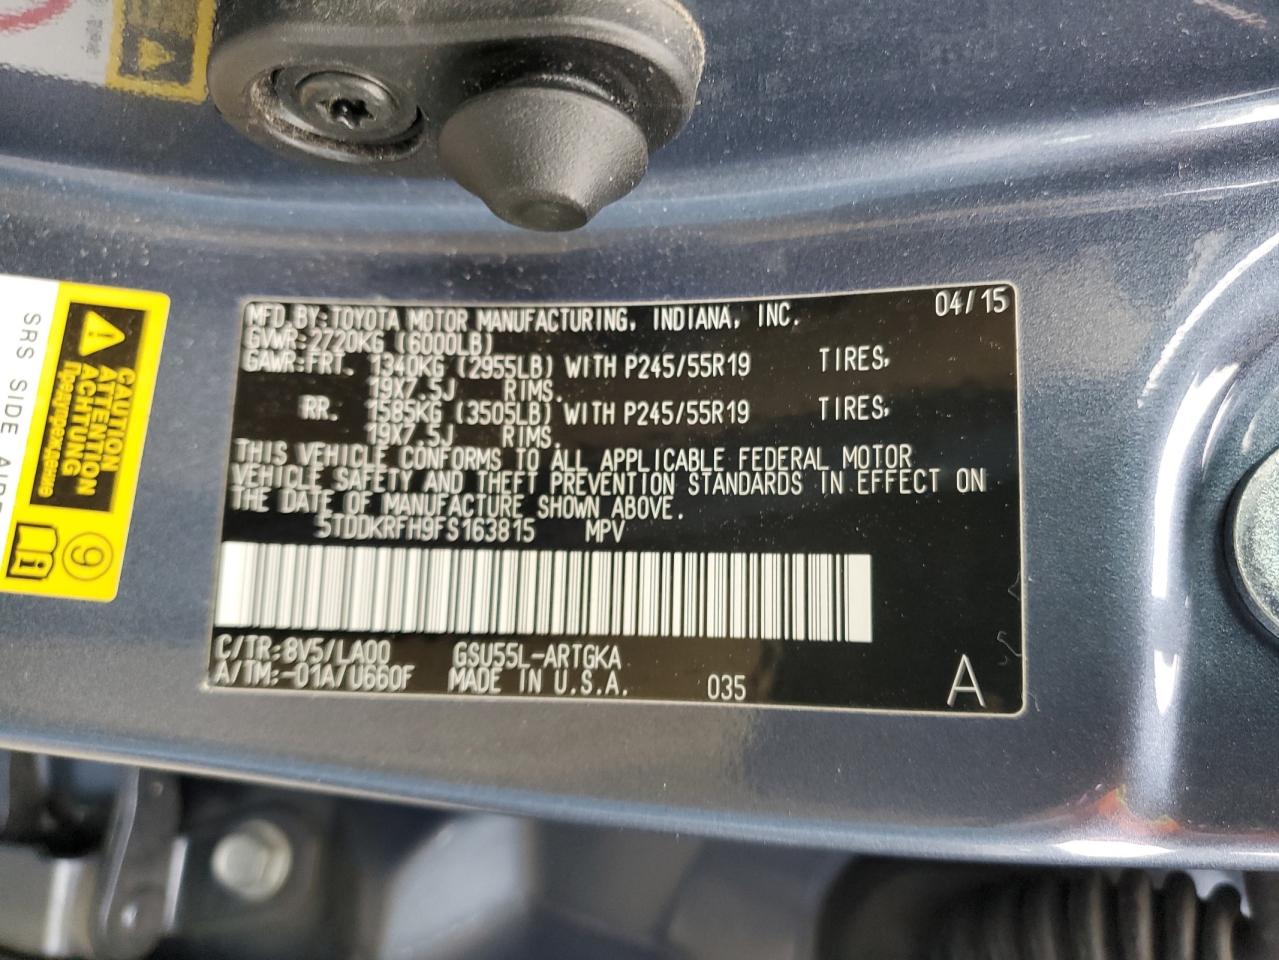 MFD.BY:TOYOTA MOTOR MANUFACTURING, INDIANA, INC. 04/15
GVWR:2720KG (6000LB)
GAWR:FRT. 1340KG (2955LB) WITH P245/55R19 TIRES,
19X7.5J RIMS.
RR. 1585KG (3505LB) WITH P245/55R19 TIRES,
19X7.5J RIMS.
THIS VEHICLE CONFORMS TO ALL APPLICABLE FEDERAL MOTOR
VEHICLE SAFETY AND THEFT PREVENTION STANDARDS IN EFFECT ON
THE DATE OF MANUFACTURE SHOWN ABOVE.
5TDDKRFH9FS163815 MPV
C/TR:8V5/LA00 GSU55L-ARTGKA
A/TM:-01A/U660F MADE IN U.S.A. 035 A
CAUTION
ATTENTION
ACHTUNG
Предупреждение
9
SRS SIDE